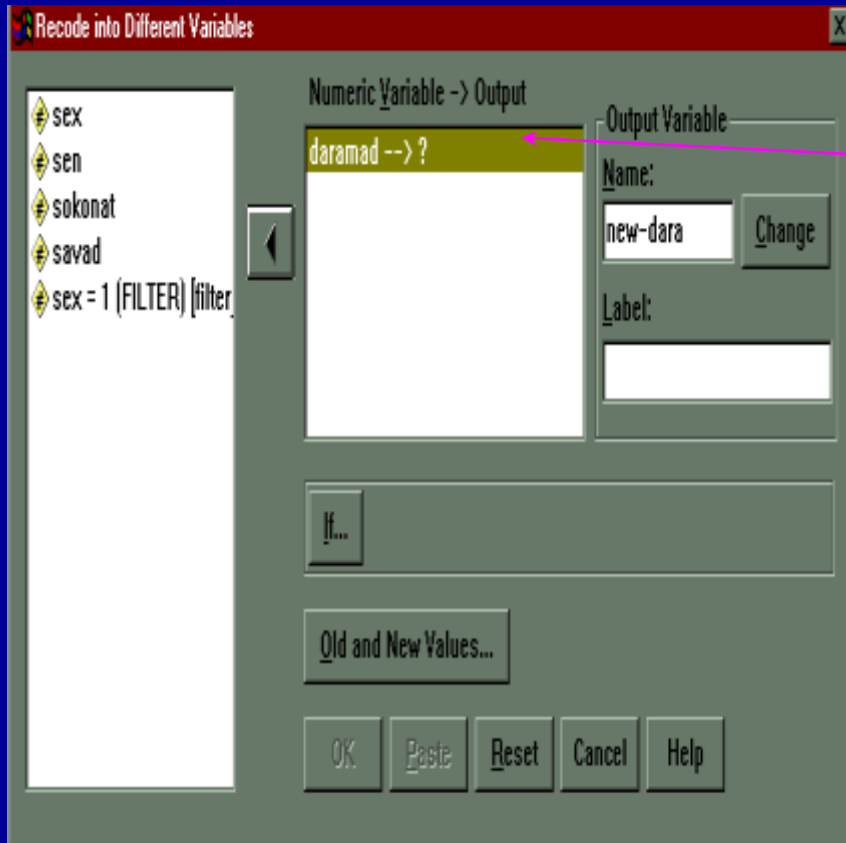 Recode into Different Variables
X
sex
sen
sokonat
savad
sex = 1 (FILTER) [filter_
Numeric Variable -> Output
daramad --> ?
Output Variable
Name:
new-dara
Change
Label:
If...
Old and New Values...
OK
Paste
Reset
Cancel
Help